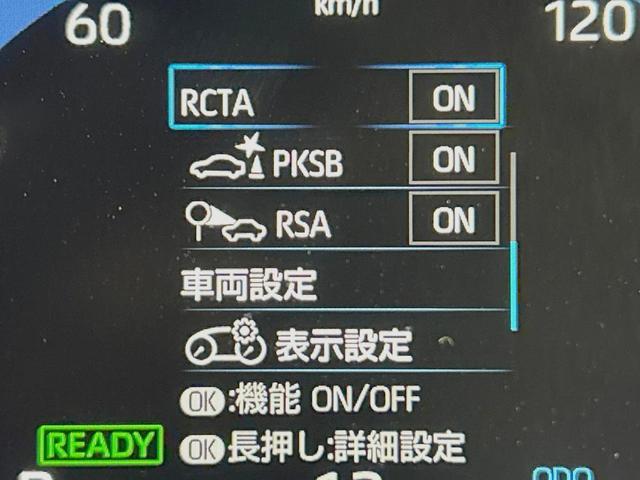 60 km/h 120
RCTA ON
PKSB ON
RSA ON
車両設定
表示設定
OK:機能 ON/OFF
READY
OK長押し:詳細設定
ODO